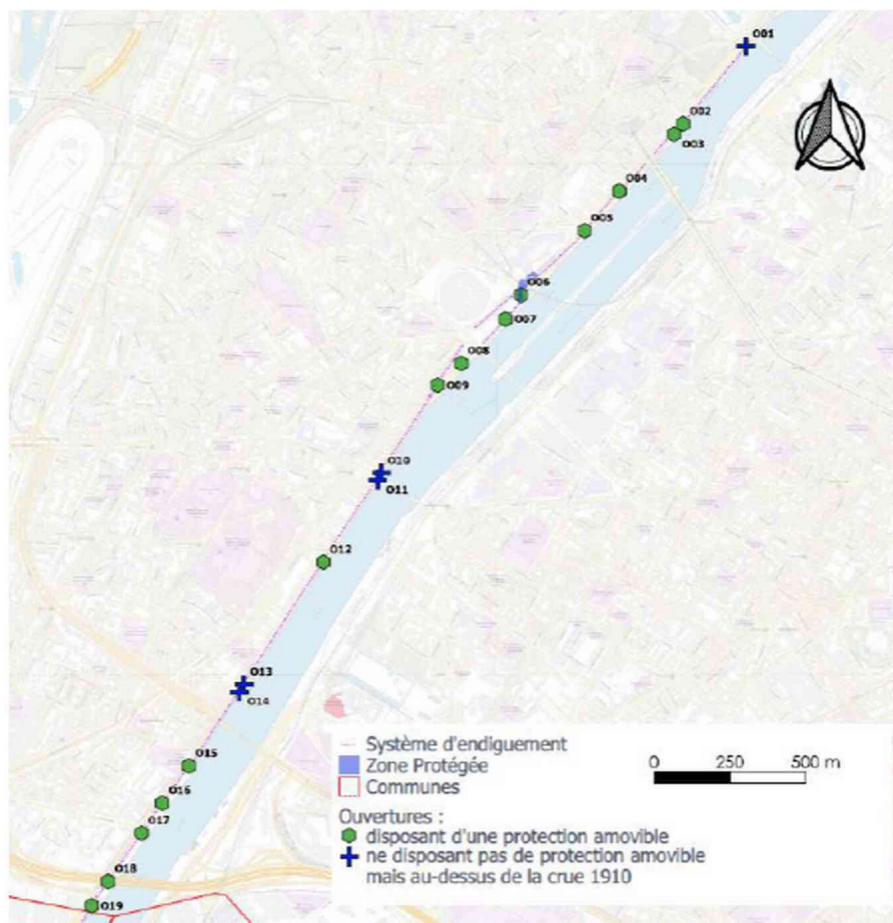 O01
O02
O03
O04
O05
O06
O07
O08
O09
O10
O11
O12
O13
O14
O15
O16
O17
O18
O19
Système d'endiguement
Zone Protégée
Communes
0 250 500 m
Ouvertures :
disposant d'une protection amovible
ne disposant pas de protection amovible
mais au-dessus de la crue 1910